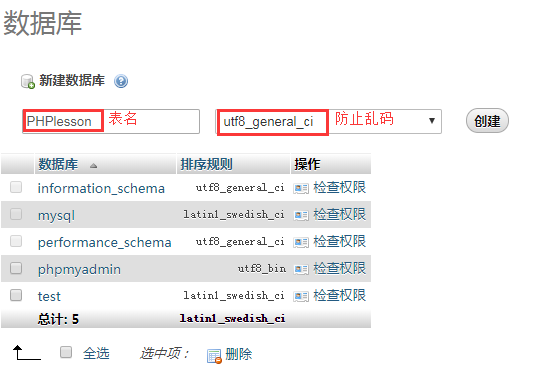 数据库
新建数据库
PHPlesson 表名 utf8_general_ci 防止乱码 创建
数据库 排序规则 操作
information_schema utf8_general_ci 检查权限
mysql latin1_swedish_ci 检查权限
performance_schema utf8_general_ci 检查权限
phpmyadmin utf8_bin 检查权限
test latin1_swedish_ci 检查权限
总计: 5 latin1_swedish_ci
全选 选中项： 删除